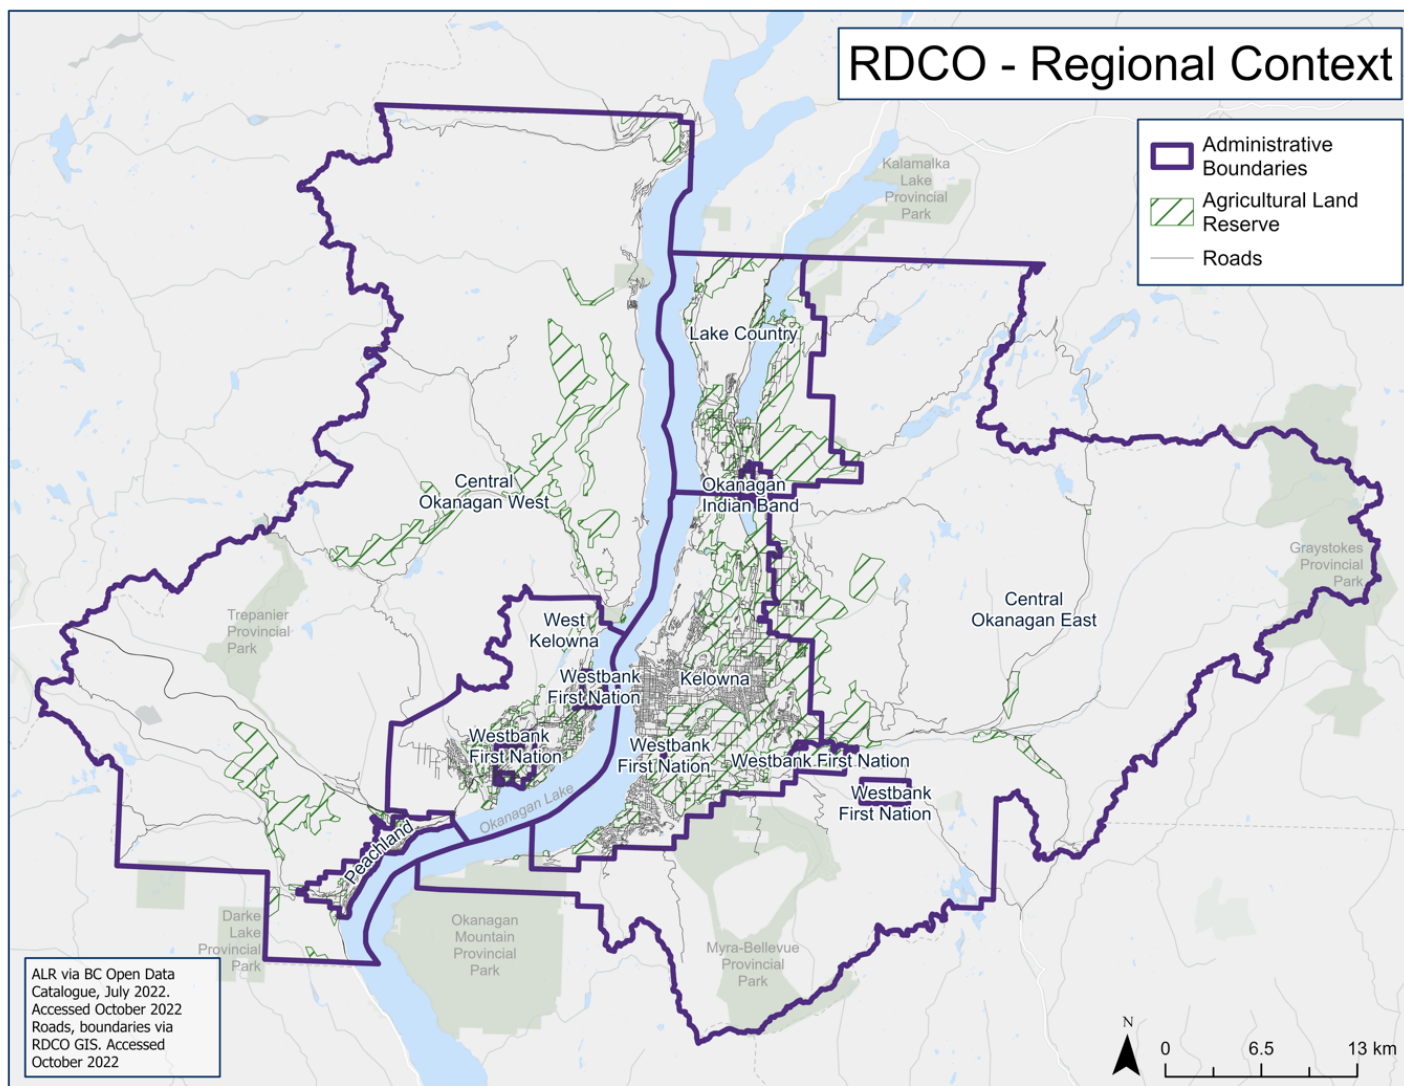 RDCO - Regional Context
Administrative
Boundaries
Agricultural Land
Reserve
Roads
Kalamalka
Lake
Provincial
Park
Lake Country
Central
Okanagan West
Okanagan
Indian Band
Graystokes
Provincial
Park
Central
Okanagan East
Trepanier
Provincial
Park
West
Kelowna
Westbank
First Nation
Kelowna
Westbank
First Nation
Westbank
First Nation
Westbank First Nation
Westbank
First Nation
Okanagan Lake
Peachland
Darke
Lake
Provincial
Park
Okanagan
Mountain
Provincial
Park
Myra-Bellevue
Provincial
Park
ALR via BC Open Data
Catalogue, July 2022.
Accessed October 2022
Roads, boundaries via
RDCO GIS. Accessed
October 2022
N
0 6.5 13 km